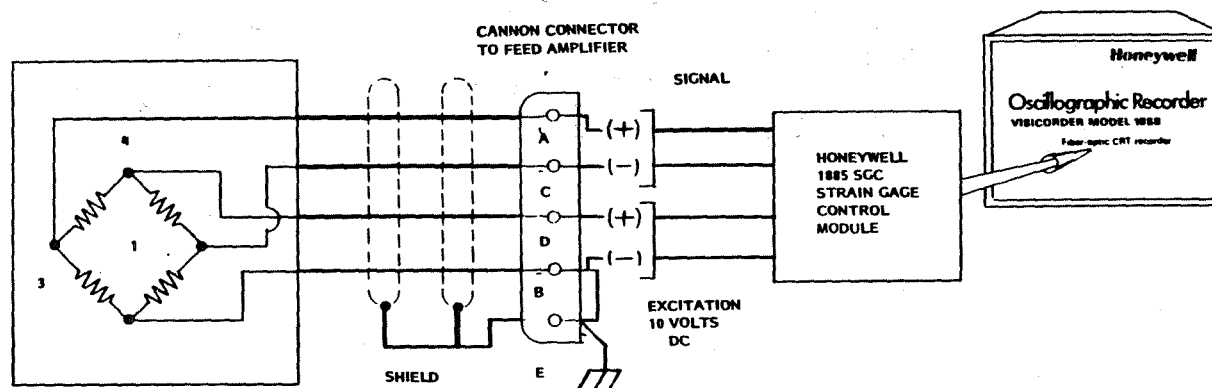 CANNON CONNECTOR
TO FEED AMPLIFIER
SIGNAL
Honeywell
Oscillographic Recorder
VISICORDER MODEL 1858
Fiber-optic CRT recorder
HONEYWELL
1885 SGC
STRAIN GAGE
CONTROL
MODULE
4
1
3
A
(+)
(-)
C
(+)
D
(-)
B
EXCITATION
10 VOLTS
DC
SHIELD
E